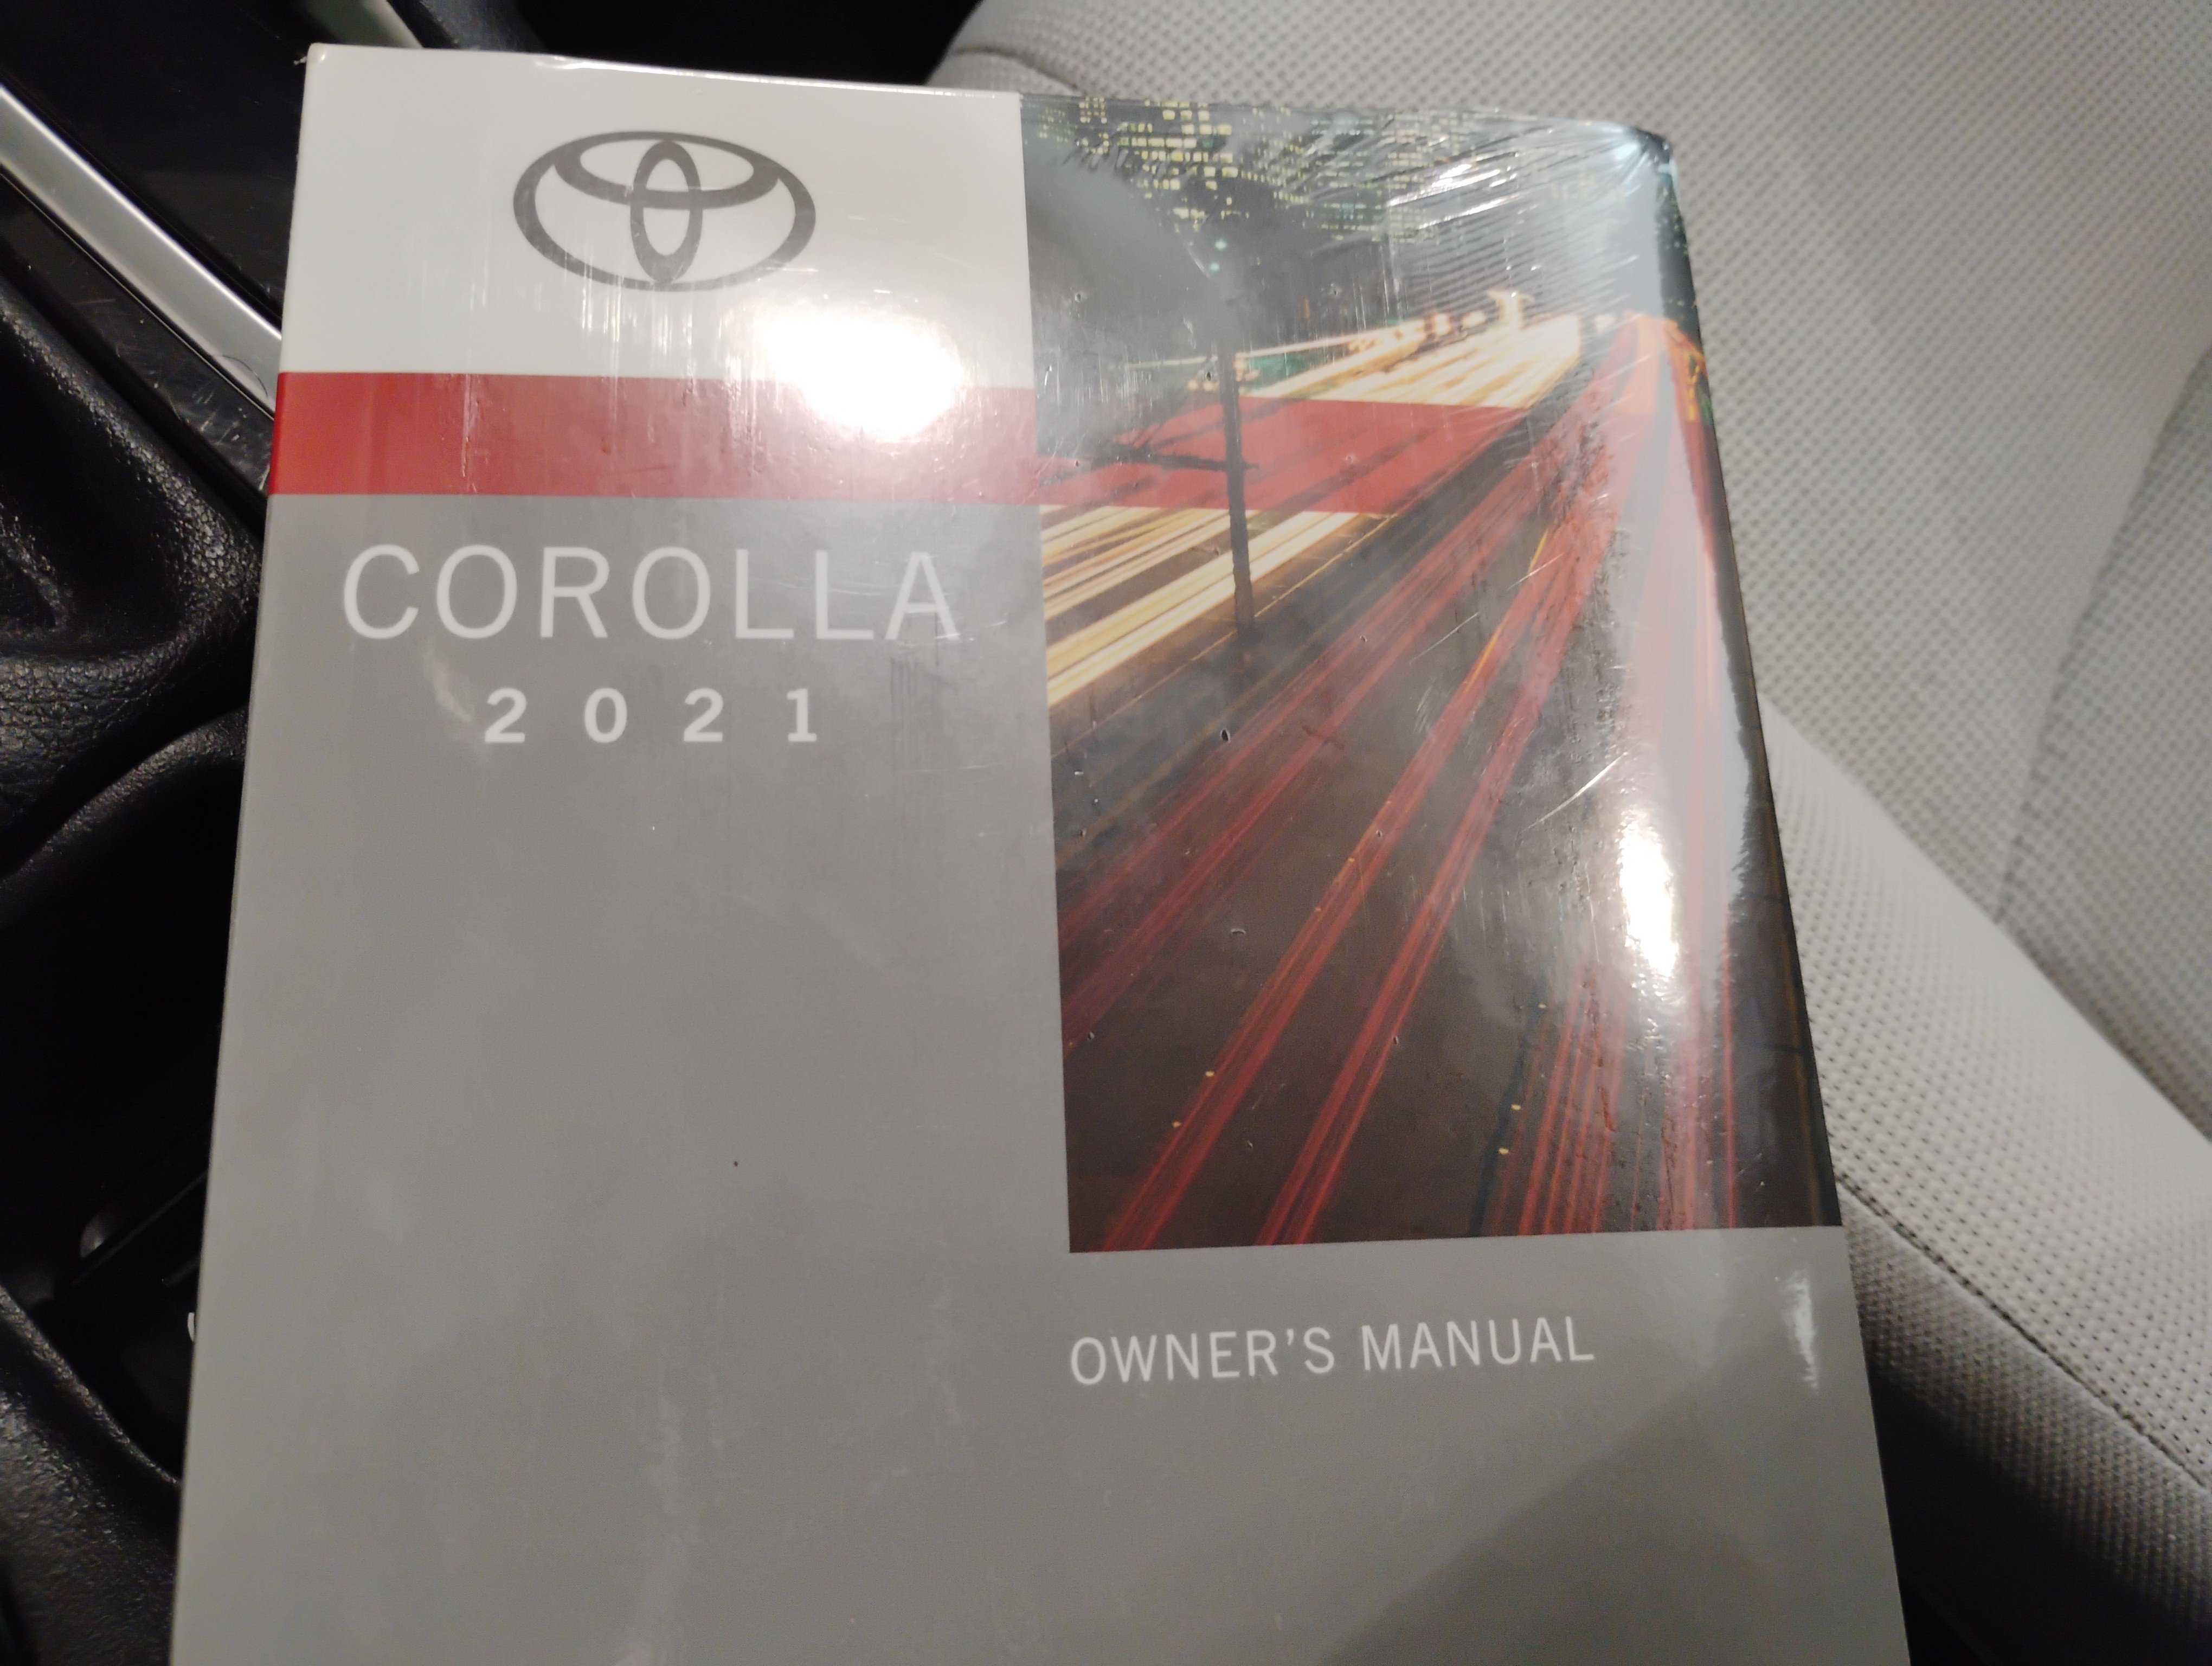 COROLLA
2021
OWNER'S MANUAL